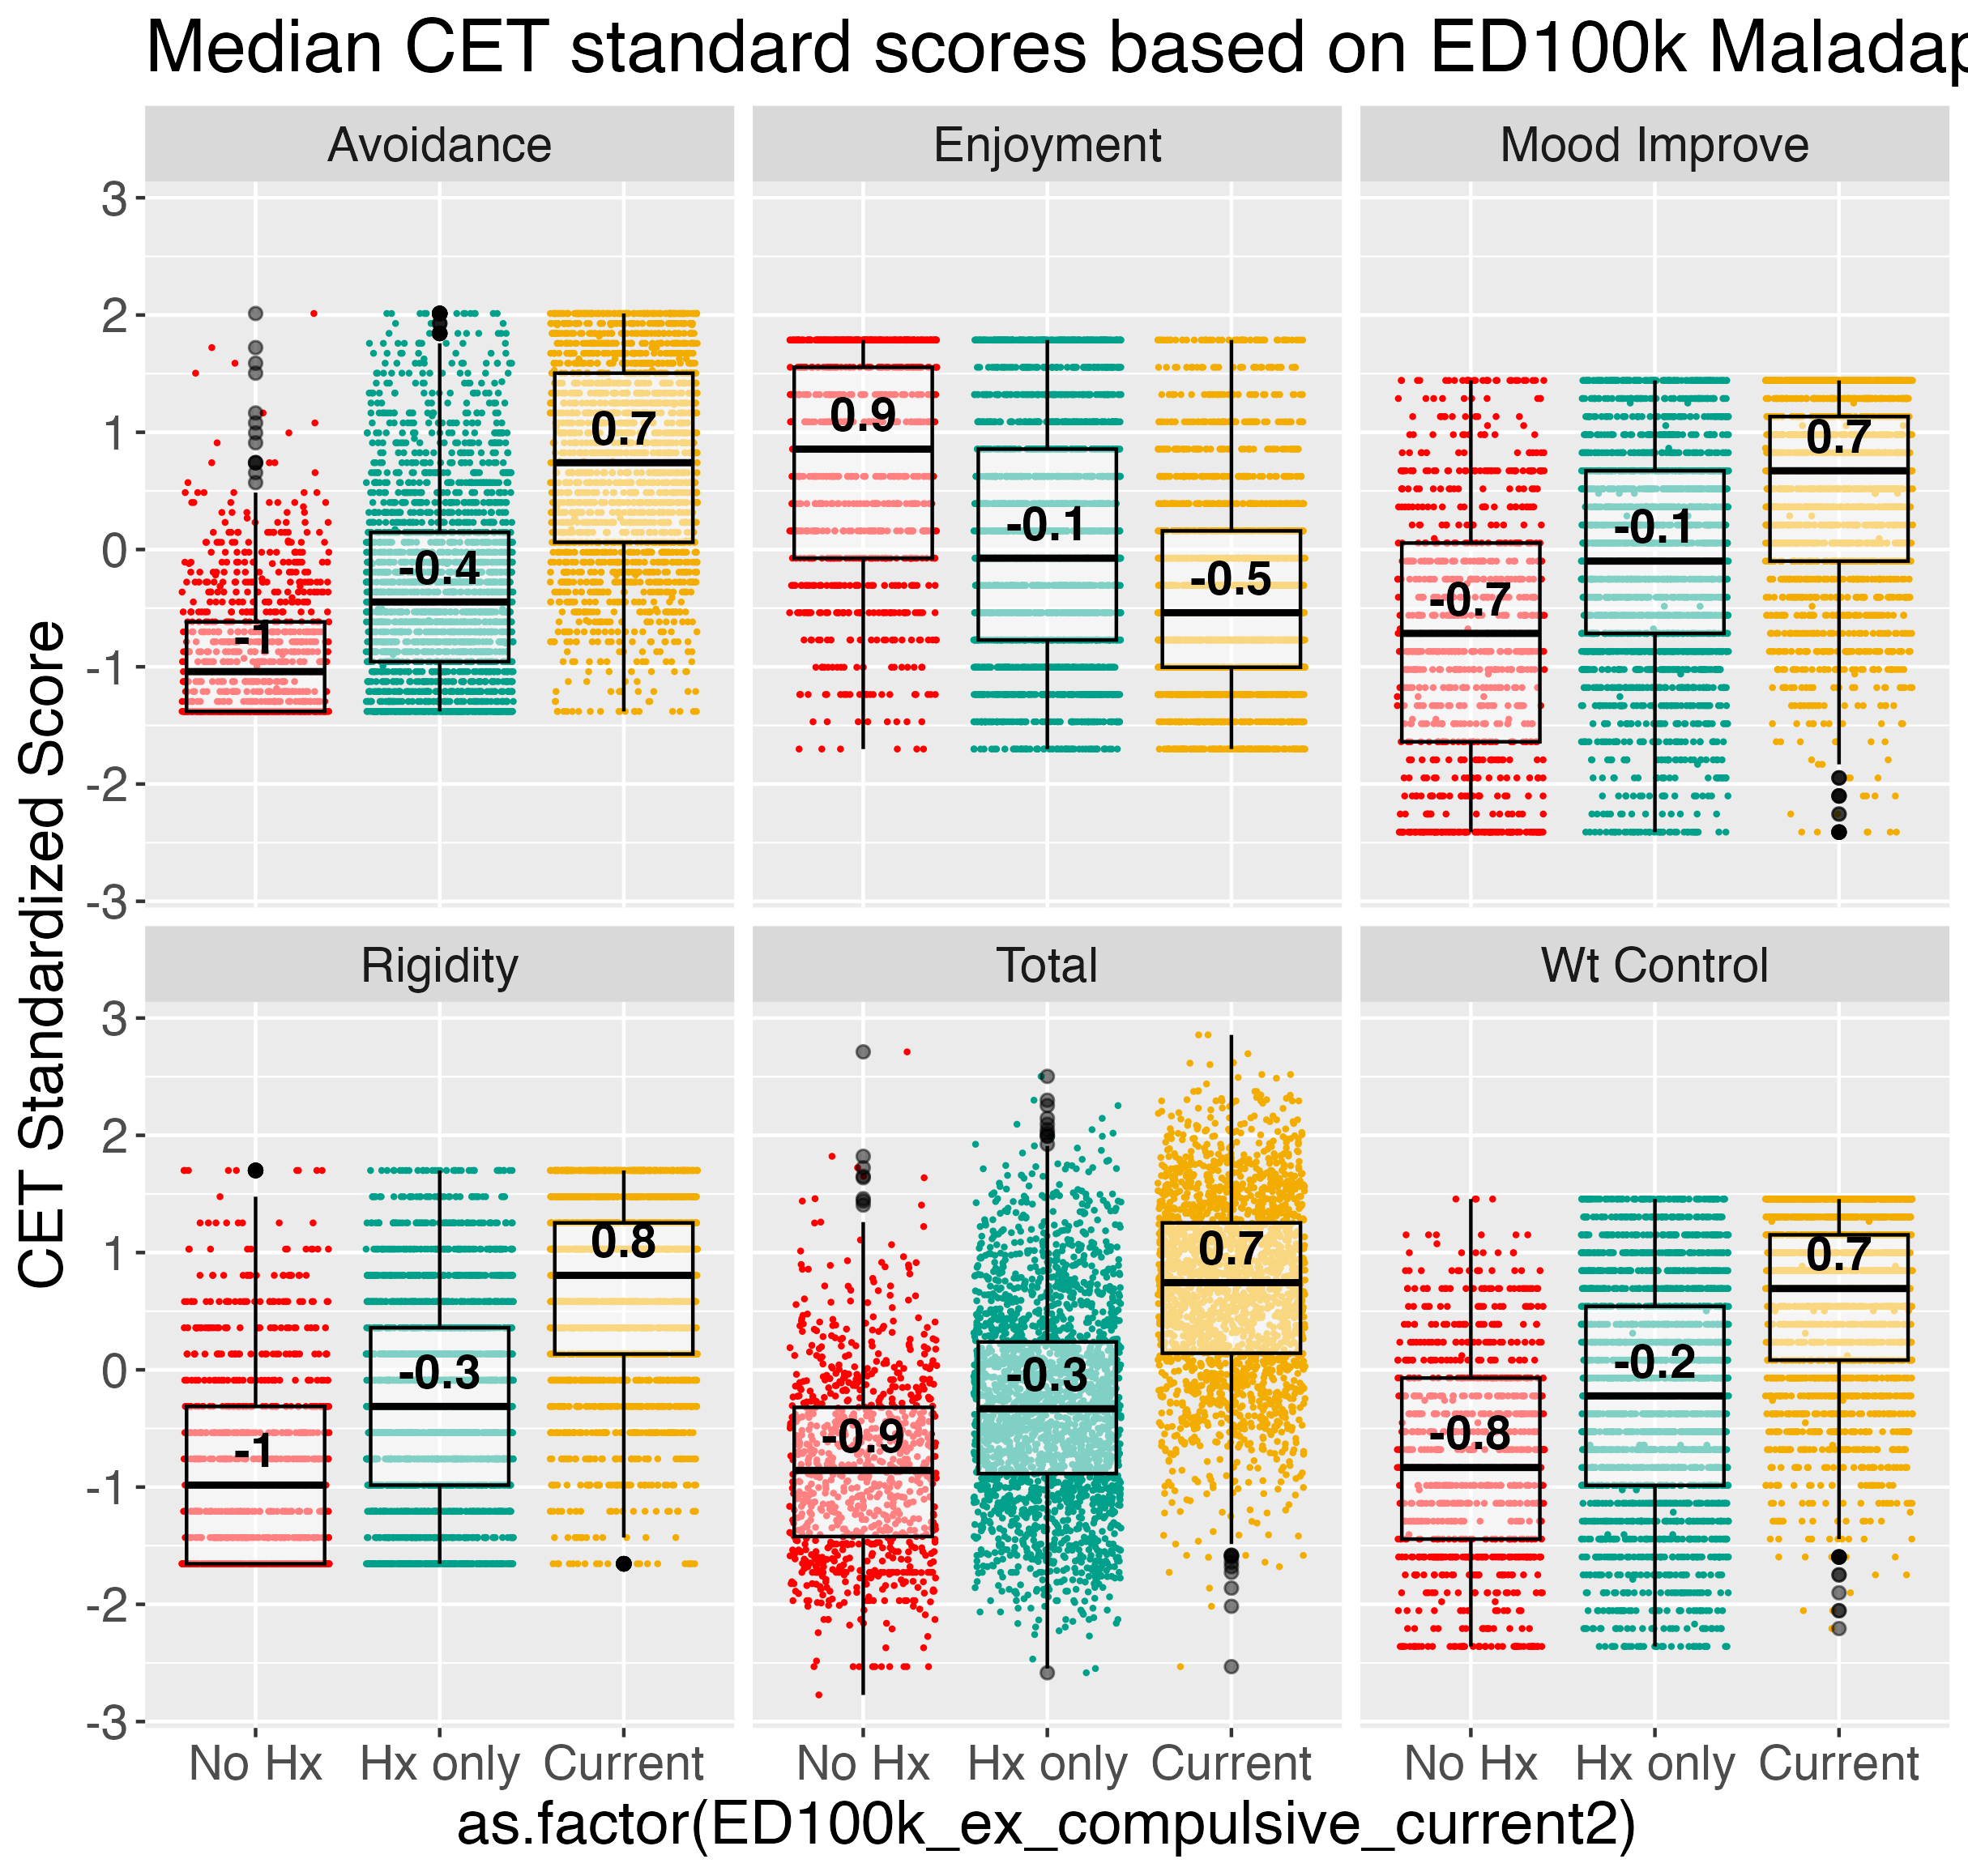 Median CET standard scores based on ED100k Maladap
Avoidance Enjoyment Mood Improve
3
2
1
0
-1
-2
-3
-1 -0.4 0.7
0.9 -0.1 -0.5
-0.7 -0.1 0.7
CET Standardized Score
Rigidity Total Wt Control
3
2
1
0
-1
-2
-3
-1 -0.3 0.8
-0.9 -0.3 0.7
-0.8 -0.2 0.7
No Hx Hx only Current No Hx Hx only Current No Hx Hx only Current
as.factor(ED100k_ex_compulsive_current2)